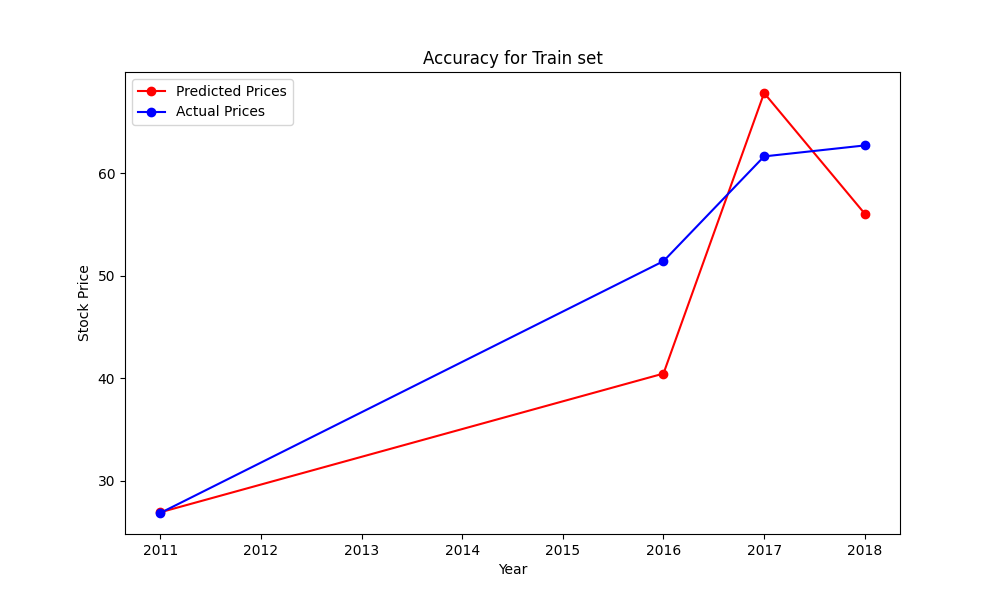 Accuracy for Train set
Predicted Prices
Actual Prices
Stock Price
60
50
40
30
2011 2012 2013 2014 2015 2016 2017 2018
Year